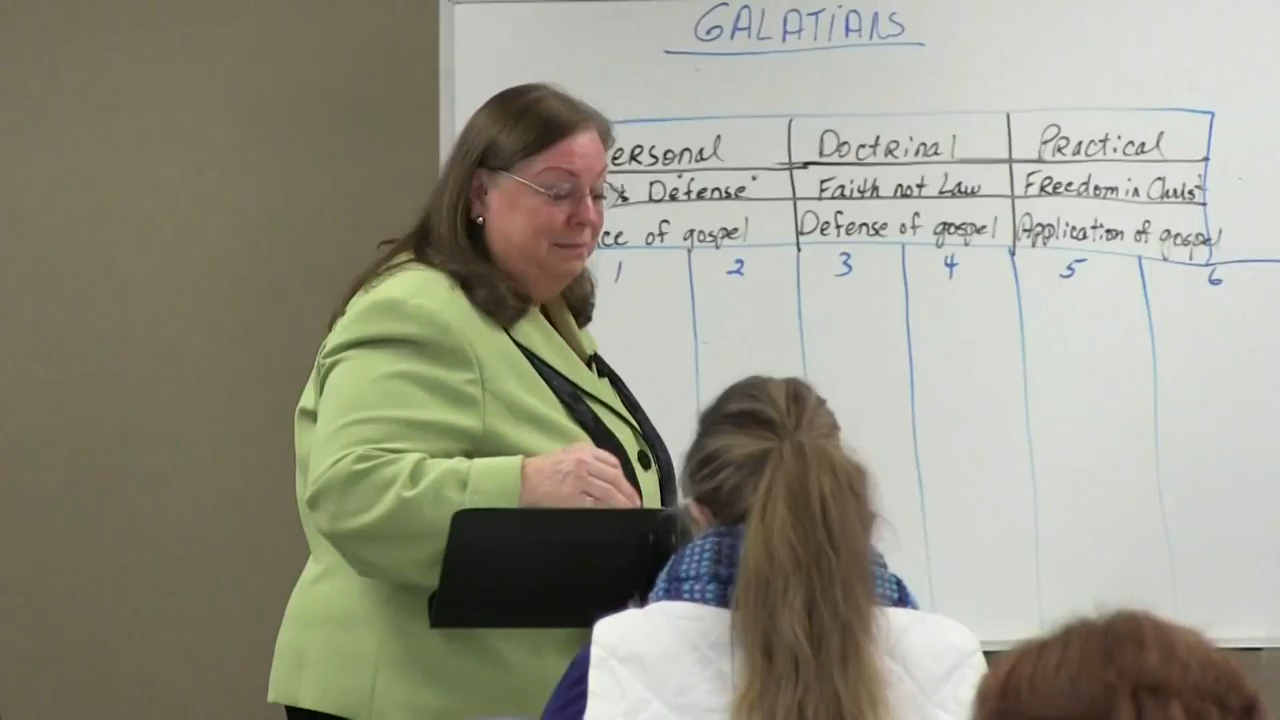 GALATIANS
ersonal Doctrinal Practical
Defense" Faith not Law Freedom in Christ
ce of gospel Defense of gospel Application of gospel
1 2 3 4 5 6